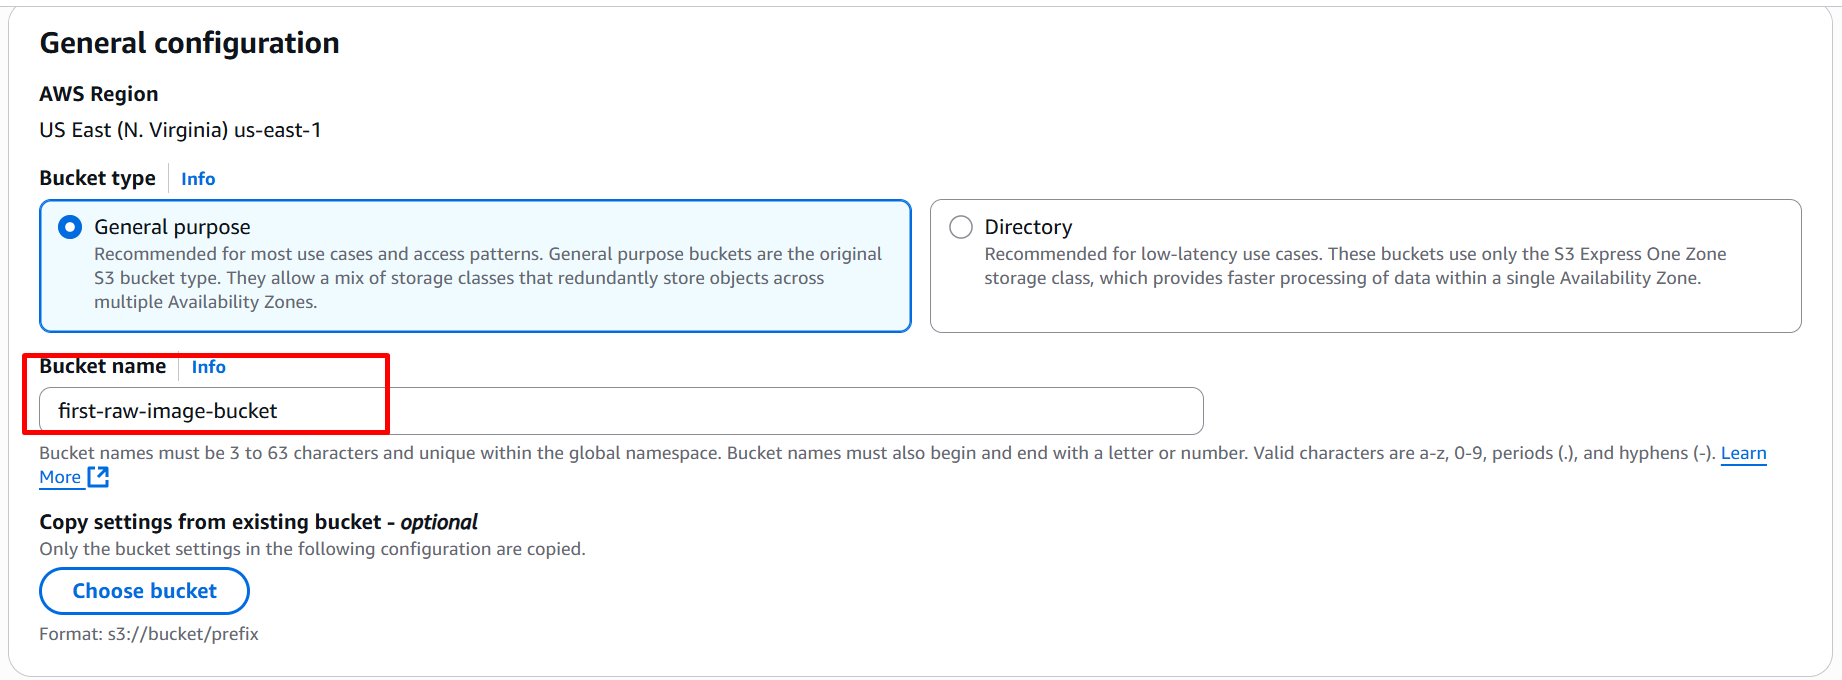 General configuration
AWS Region
US East (N. Virginia) us-east-1
Bucket type Info
General purpose
Recommended for most use cases and access patterns. General purpose buckets are the original
S3 bucket type. They allow a mix of storage classes that redundantly store objects across
multiple Availability Zones.
Directory
Recommended for low-latency use cases. These buckets use only the S3 Express One Zone
storage class, which provides faster processing of data within a single Availability Zone.
Bucket name Info
first-raw-image-bucket
Bucket names must be 3 to 63 characters and unique within the global namespace. Bucket names must also begin and end with a letter or number. Valid characters are a-z, 0-9, periods (.), and hyphens (-). Learn
More
Copy settings from existing bucket - optional
Only the bucket settings in the following configuration are copied.
Choose bucket
Format: s3://bucket/prefix